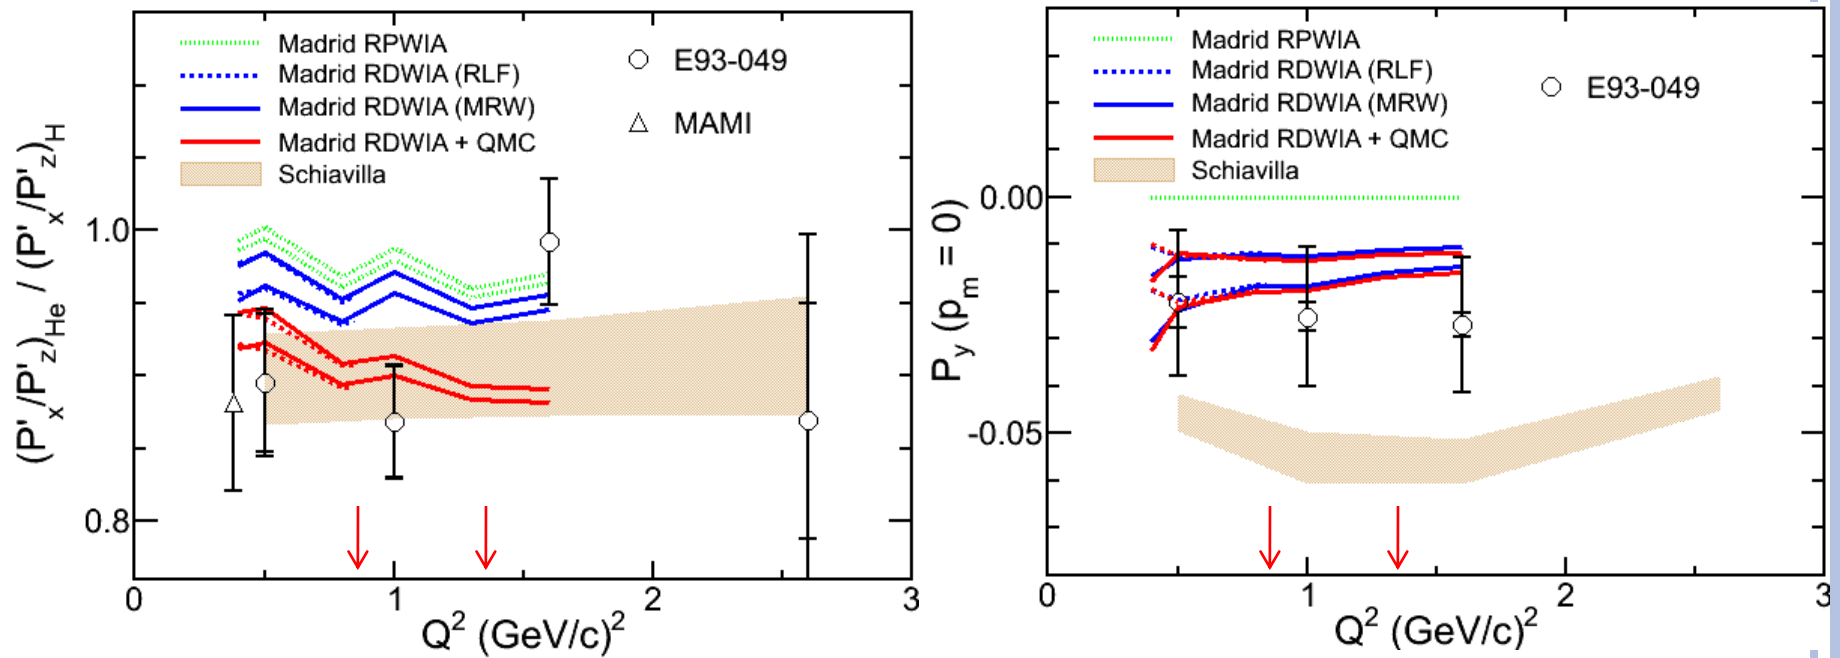 Madrid RPWIA
Madrid RDWIA (RLF)
Madrid RDWIA (MRW)
Madrid RDWIA + QMC
Schiavilla
E93-049
MAMI
(P'x/P'z)He / (P'x/P'z)H
1.0
0.8
0 1 2 3
Q² (GeV/c)²
Madrid RPWIA
Madrid RDWIA (RLF)
Madrid RDWIA (MRW)
Madrid RDWIA + QMC
Schiavilla
E93-049
Py (pm = 0)
0.00
-0.05
0 1 2 3
Q² (GeV/c)²